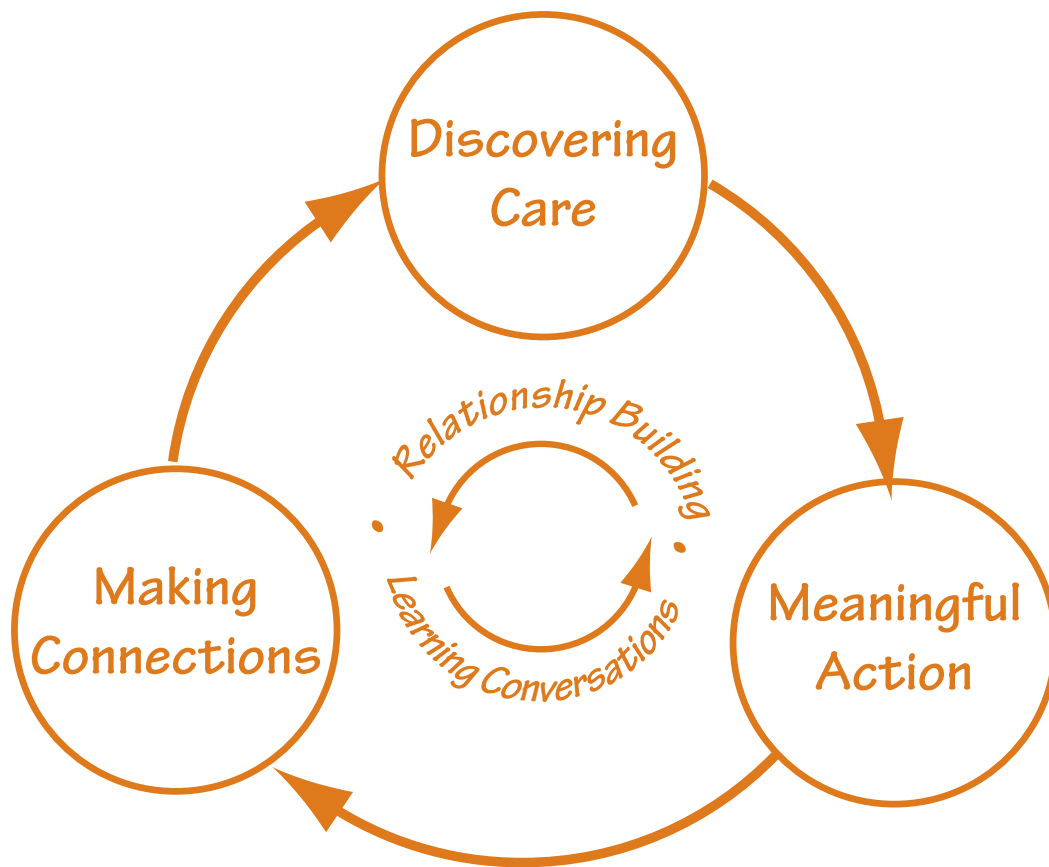 Discovering
Care
Relationship Building
Making
Connections
Learning Conversations
Meaningful
Action